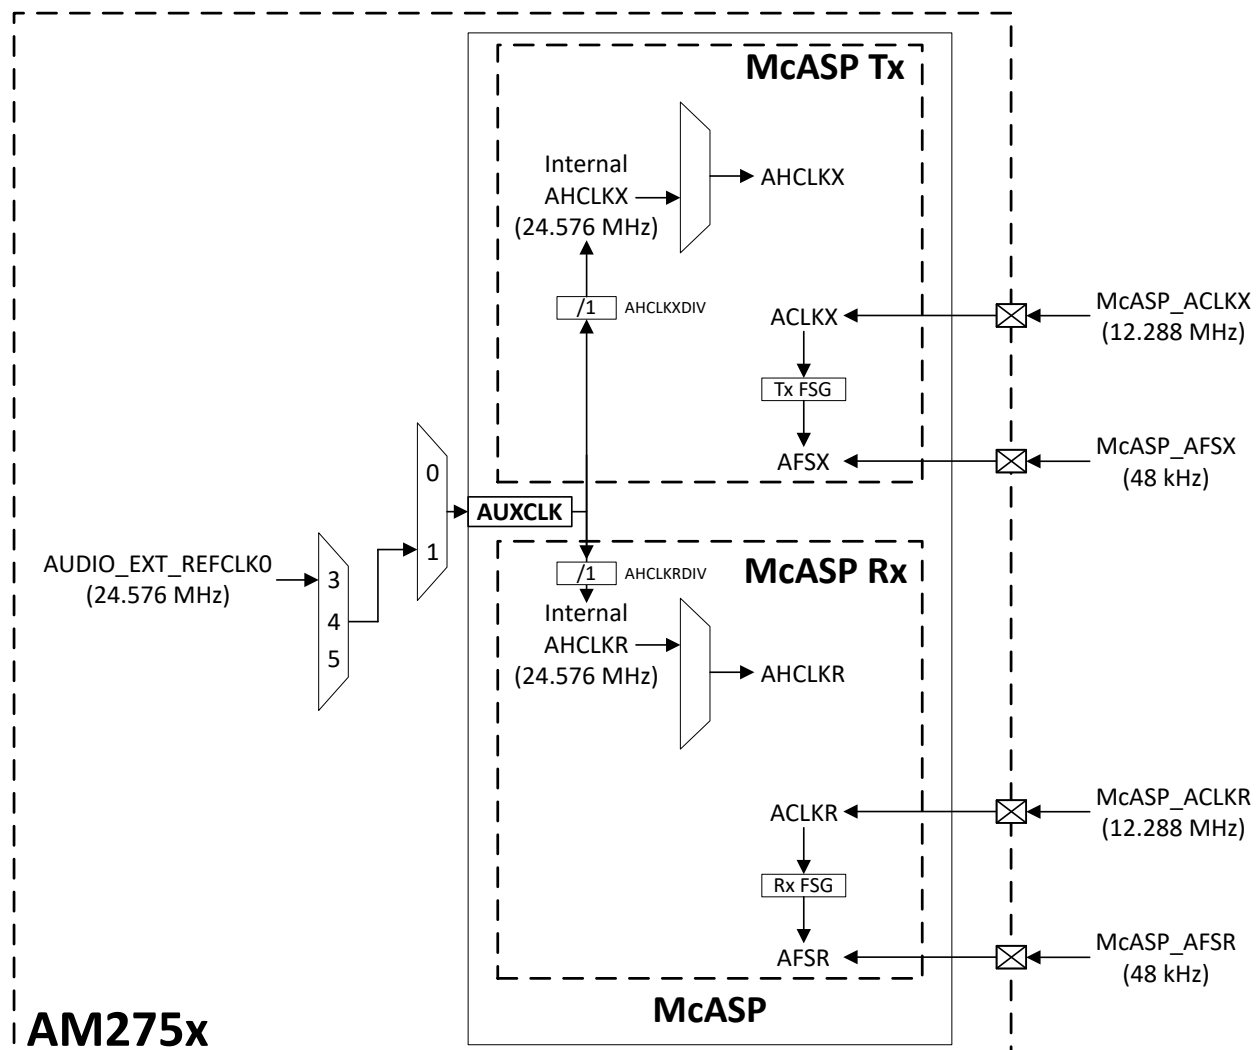 McASP Tx
Internal
AHCLKX
(24.576 MHz)
AHCLKX
/1
AHCLKXDIV
ACLKX
McASP_ACLKX
(12.288 MHz)
Tx FSG
AFSX
McASP_AFSX
(48 kHz)
0
1
AUXCLK
AUDIO_EXT_REFCLK0
(24.576 MHz)
3
4
5
McASP Rx
/1
AHCLKRDIV
Internal
AHCLKR
(24.576 MHz)
AHCLKR
ACLKR
McASP_ACLKR
(12.288 MHz)
Rx FSG
AFSR
McASP_AFSR
(48 kHz)
McASP
AM275x